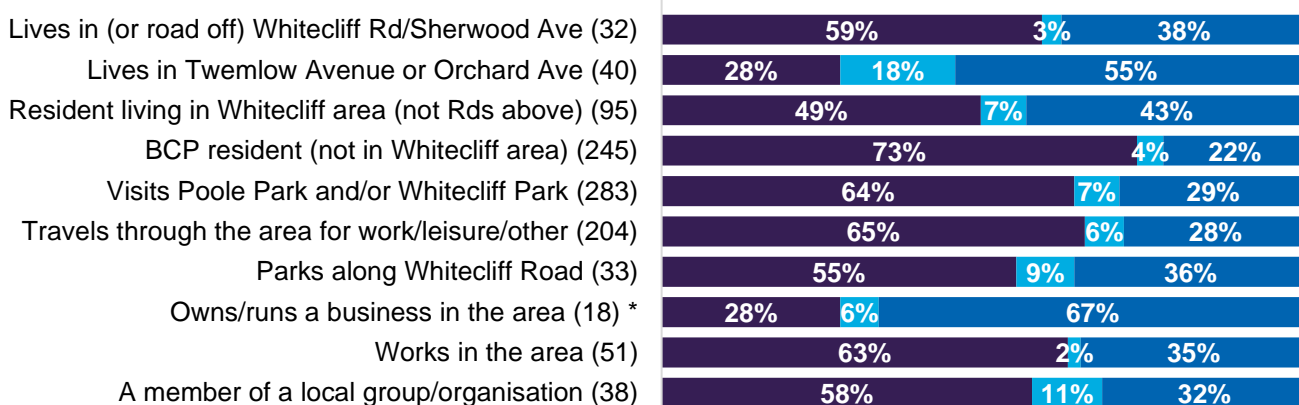 Lives in (or road off) Whitecliff Rd/Sherwood Ave (32) 59% 3% 38%
Lives in Twemlow Avenue or Orchard Ave (40) 28% 18% 55%
Resident living in Whitecliff area (not Rds above) (95) 49% 7% 43%
BCP resident (not in Whitecliff area) (245) 73% 4% 22%
Visits Poole Park and/or Whitecliff Park (283) 64% 7% 29%
Travels through the area for work/leisure/other (204) 65% 6% 28%
Parks along Whitecliff Road (33) 55% 9% 36%
Owns/runs a business in the area (18) * 28% 6% 67%
Works in the area (51) 63% 2% 35%
A member of a local group/organisation (38) 58% 11% 32%